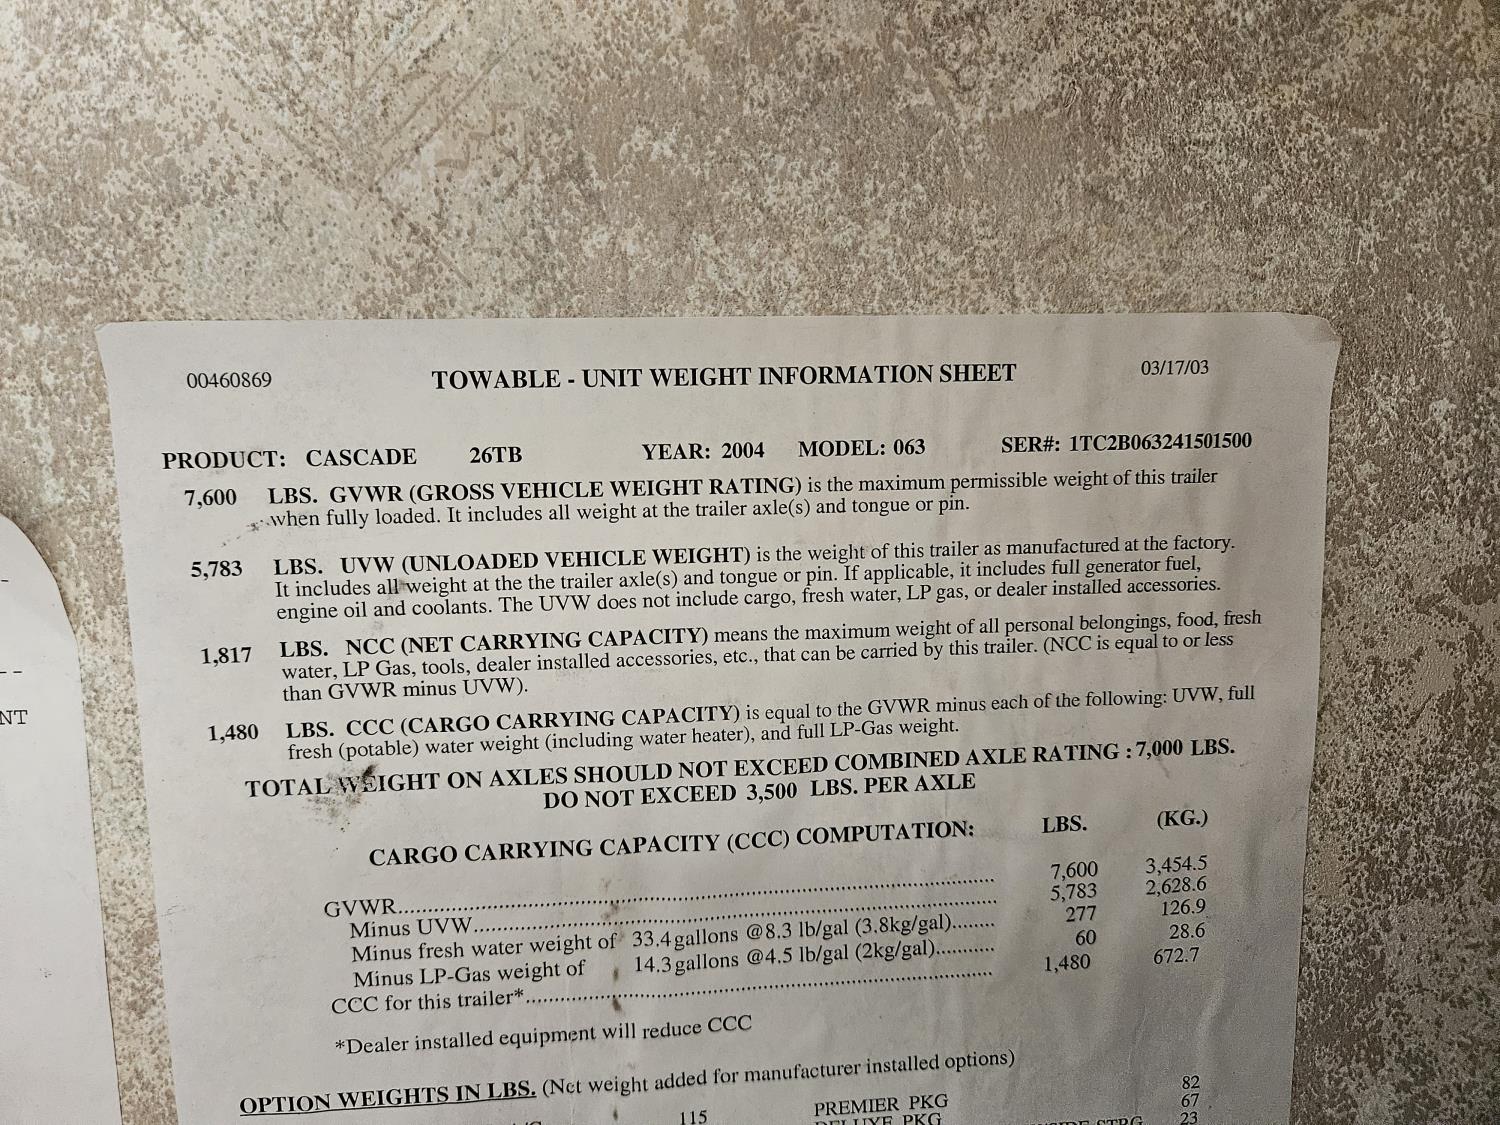 00460869 TOWABLE - UNIT WEIGHT INFORMATION SHEET 03/17/03
PRODUCT: CASCADE 26TB YEAR: 2004 MODEL: 063 SER#: 1TC2B063241501500
7,600 LBS. GVWR (GROSS VEHICLE WEIGHT RATING) is the maximum permissible weight of this trailer
when fully loaded. It includes all weight at the trailer axle(s) and tongue or pin.
5,783 LBS. UVW (UNLOADED VEHICLE WEIGHT) is the weight of this trailer as manufactured at the factory.
It includes all weight at the the trailer axle(s) and tongue or pin. If applicable, it includes full generator fuel,
engine oil and coolants. The UVW does not include cargo, fresh water, LP gas, or dealer installed accessories.
1,817 LBS. NCC (NET CARRYING CAPACITY) means the maximum weight of all personal belongings, food, fresh
water, LP Gas, tools, dealer installed accessories, etc., that can be carried by this trailer. (NCC is equal to or less
than GVWR minus UVW).
1,480 LBS. CCC (CARGO CARRYING CAPACITY) is equal to the GVWR minus each of the following: UVW, full
fresh (potable) water weight (including water heater), and full LP-Gas weight.
TOTAL WEIGHT ON AXLES SHOULD NOT EXCEED COMBINED AXLE RATING : 7,000 LBS.
DO NOT EXCEED 3,500 LBS. PER AXLE
CARGO CARRYING CAPACITY (CCC) COMPUTATION: LBS. (KG.)
GVWR 7,600 3,454.5
Minus UVW 5,783 2,628.6
Minus fresh water weight of 33.4 gallons @8.3 lb/gal (3.8kg/gal) 277 126.9
Minus LP-Gas weight of 14.3 gallons @4.5 lb/gal (2kg/gal) 60 28.6
CCC for this trailer* 1,480 672.7
*Dealer installed equipment will reduce CCC
OPTION WEIGHTS IN LBS. (Net weight added for manufacturer installed options)
115 PREMIER PKG 82
DELUXE PKG 67
23
NT